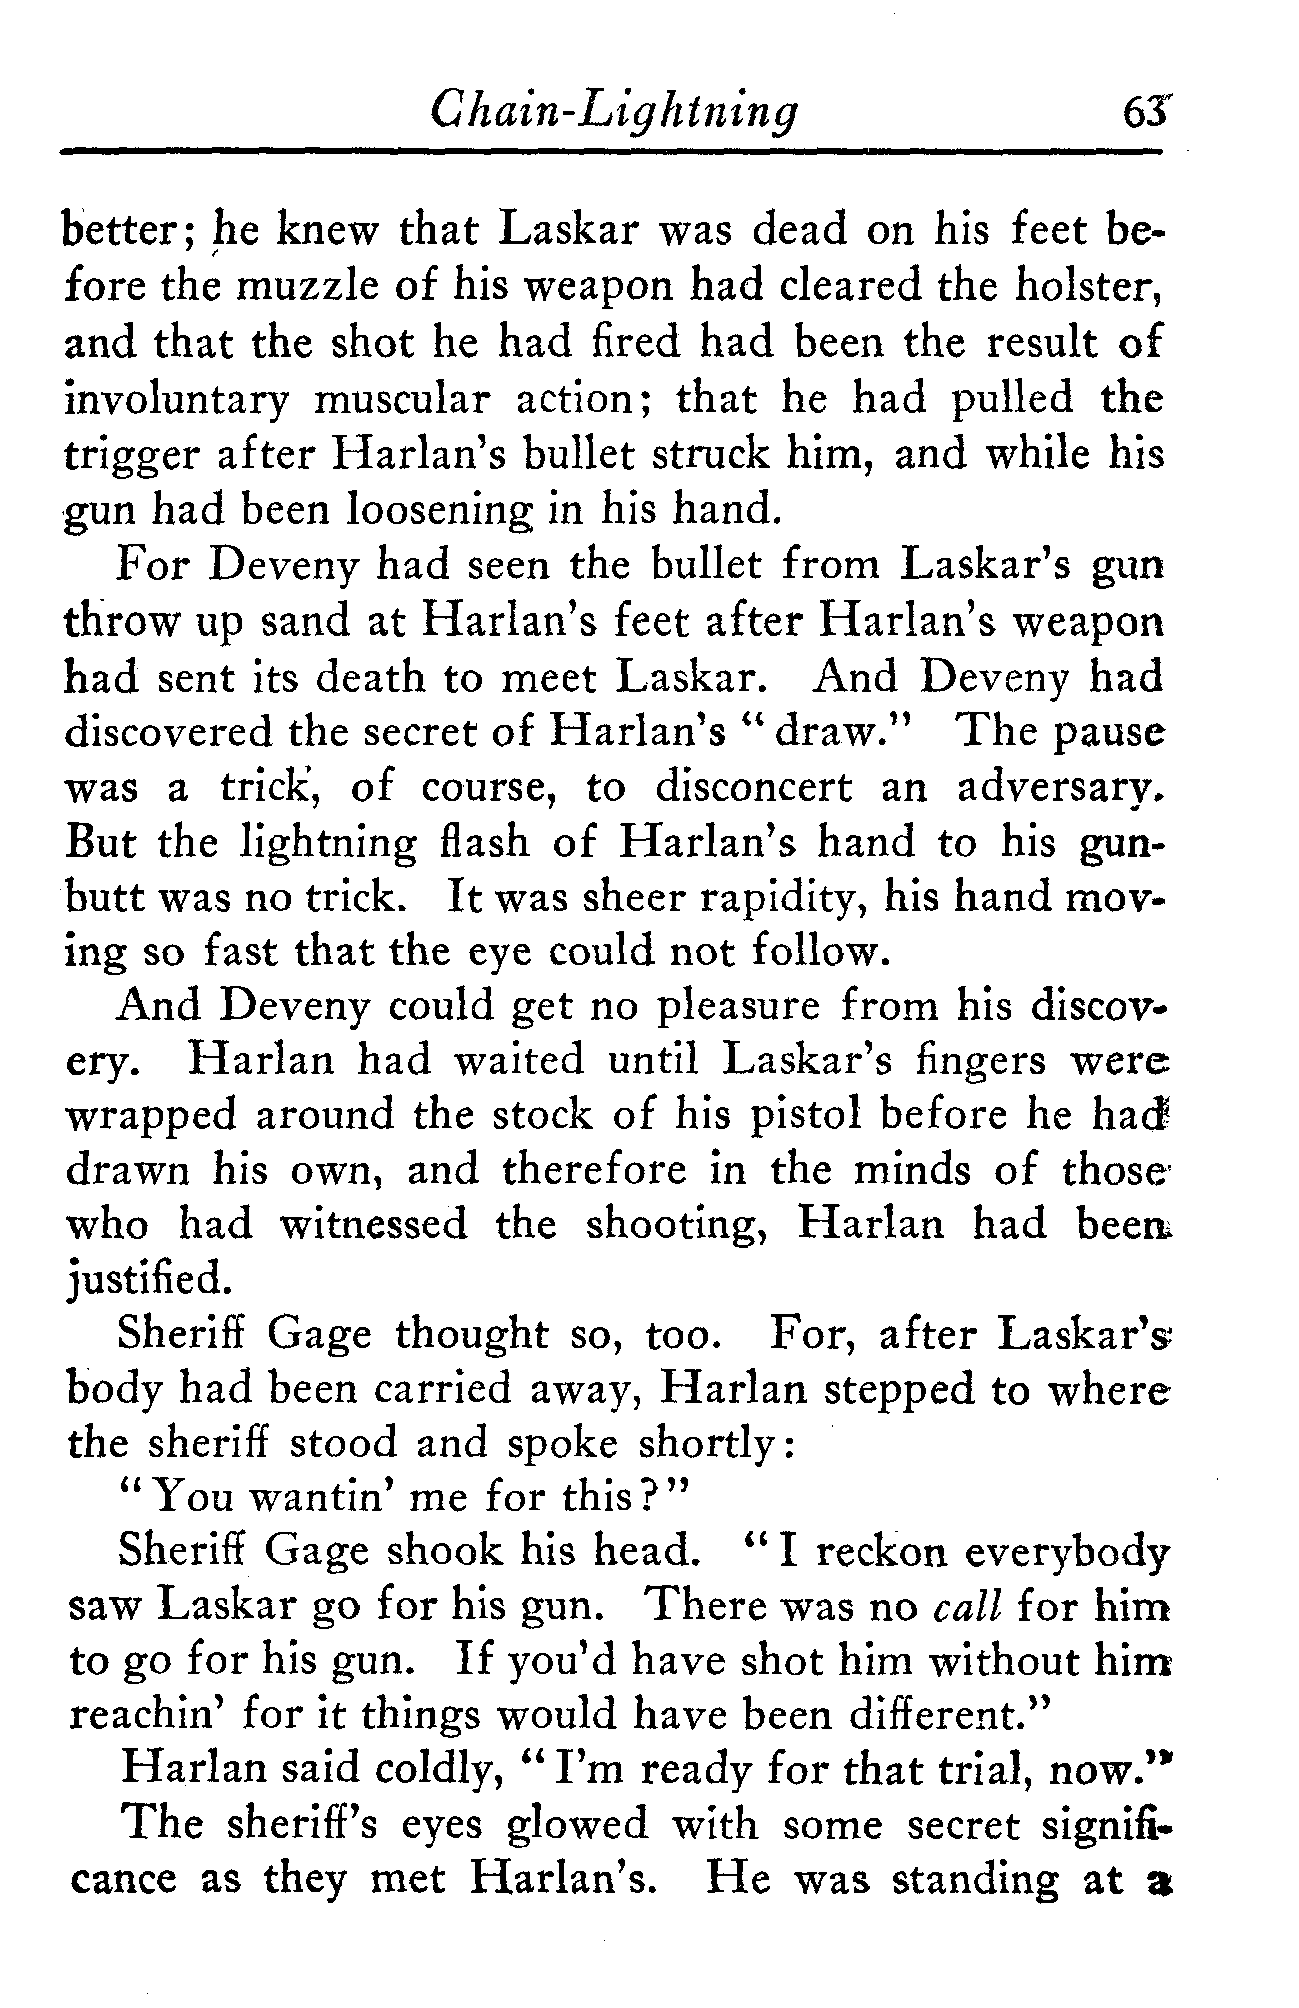 Chain-Lightning 63
better; he knew that Laskar was dead on his feet be-
fore the muzzle of his weapon had cleared the holster,
and that the shot he had fired had been the result of
involuntary muscular action; that he had pulled the
trigger after Harlan's bullet struck him, and while his
gun had been loosening in his hand.
For Deveny had seen the bullet from Laskar's gun
throw up sand at Harlan's feet after Harlan's weapon
had sent its death to meet Laskar. And Deveny had
discovered the secret of Harlan's "draw." The pause
was a trick, of course, to disconcert an adversary.
But the lightning flash of Harlan's hand to his gun-
butt was no trick. It was sheer rapidity, his hand mov-
ing so fast that the eye could not follow.
And Deveny could get no pleasure from his discov-
ery. Harlan had waited until Laskar's fingers were
wrapped around the stock of his pistol before he had
drawn his own, and therefore in the minds of those
who had witnessed the shooting, Harlan had been
justified.
Sheriff Gage thought so, too. For, after Laskar's
body had been carried away, Harlan stepped to where
the sheriff stood and spoke shortly:
"You wantin' me for this?"
Sheriff Gage shook his head. "I reckon everybody
saw Laskar go for his gun. There was no call for him
to go for his gun. If you'd have shot him without him
reachin' for it things would have been different."
Harlan said coldly, "I'm ready for that trial, now."
The sheriff's eyes glowed with some secret signifi-
cance as they met Harlan's. He was standing at a